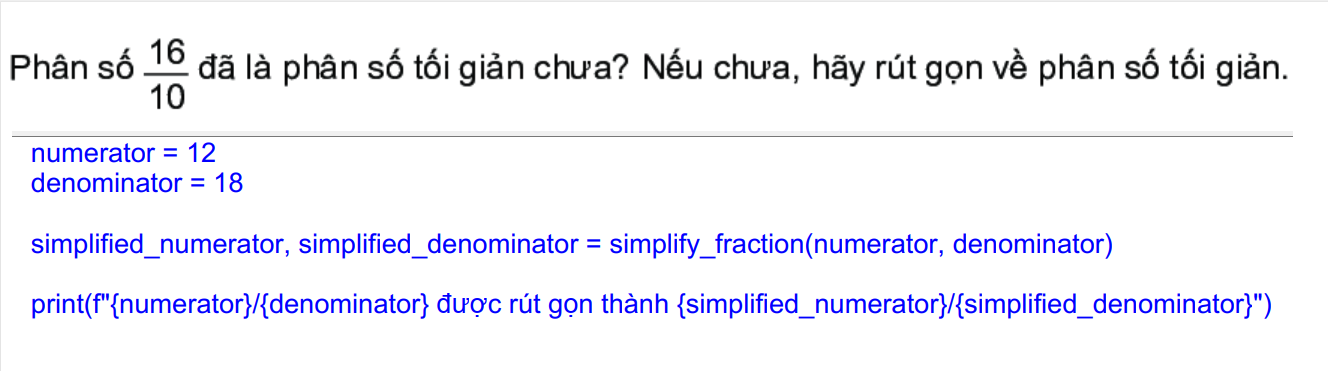 Phân số 16/10 đã là phân số tối giản chưa? Nếu chưa, hãy rút gọn về phân số tối giản.
numerator = 12
denominator = 18
simplified_numerator, simplified_denominator = simplify_fraction(numerator, denominator)
print(f"{numerator}/{denominator} được rút gọn thành {simplified_numerator}/{simplified_denominator}")